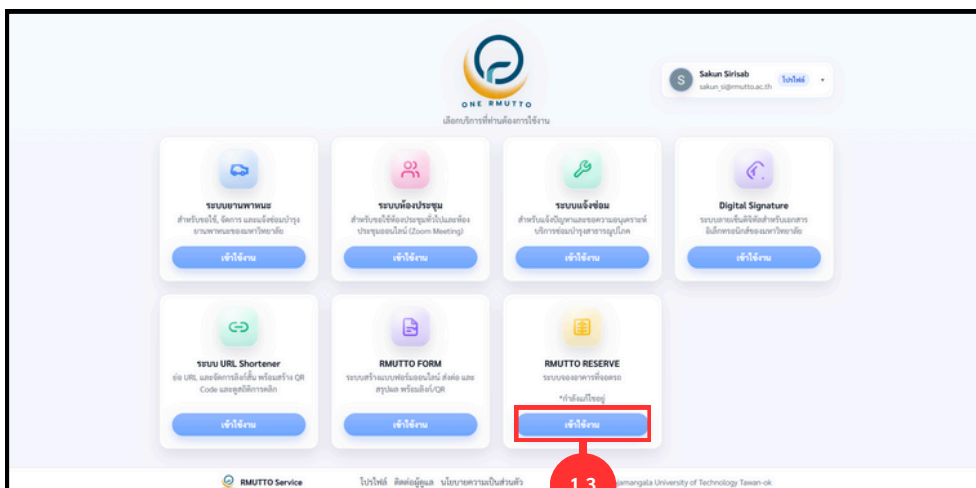 ONE RMUTTO
เลือกบริการที่ท่านต้องการใช้งาน
S
Sakun Sirisab
sakun_si@rmutto.ac.th
โปรไฟล์
ระบบยานพาหนะ
สำหรับขอใช้, จัดการ และแจ้งซ่อมบำรุง
ยานพาหนะของมหาวิทยาลัย
เข้าใช้งาน
ระบบห้องประชุม
สำหรับขอใช้ห้องประชุมทั่วไปและห้อง
ประชุมออนไลน์ (Zoom Meeting)
เข้าใช้งาน
ระบบแจ้งซ่อม
สำหรับแจ้งปัญหาและขอความอนุเคราะห์
บริการซ่อมบำรุงสาธารณูปโภค
เข้าใช้งาน
Digital Signature
ระบบลายเซ็นดิจิทัลสำหรับเอกสาร
อิเล็กทรอนิกส์ของมหาวิทยาลัย
เข้าใช้งาน
ระบบ URL Shortener
ย่อ URL และจัดการลิงก์สั้น พร้อมสร้าง QR
Code และดูสถิติการคลิก
เข้าใช้งาน
RMUTTO FORM
ระบบสร้างแบบฟอร์มออนไลน์ ส่งต่อ และ
สรุปผล พร้อมลิงก์/QR
เข้าใช้งาน
RMUTTO RESERVE
ระบบจองอาคารที่จอดรถ
*กำลังแก้ไขอยู่
เข้าใช้งาน
1.3
RMUTTO Service
โปรไฟล์ ติดต่อผู้ดูแล นโยบายความเป็นส่วนตัว
jamangala University of Technology Tawan-ok